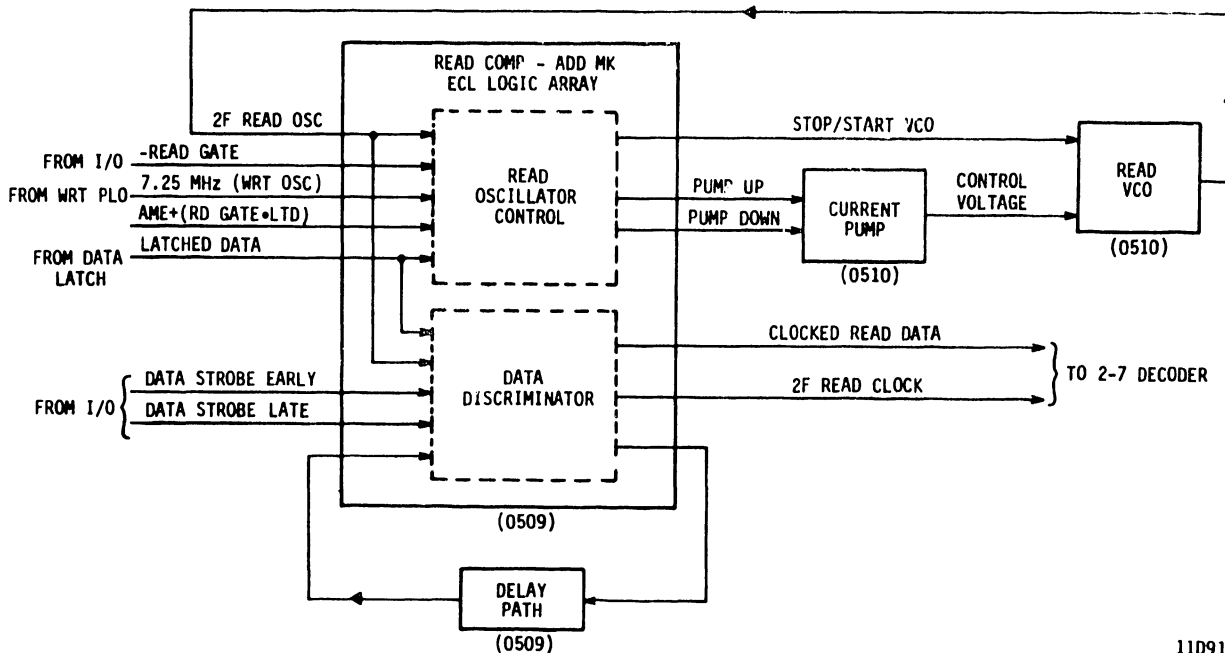 READ COMP - ADD MK
ECL LOGIC ARRAY
2F READ OSC
FROM I/O
-READ GATE
FROM WRT PLO
7.25 MHz (WRT OSC)
AME+(RD GATE•LTD)
LATCHED DATA
FROM DATA
LATCH
READ
OSCILLATOR
CONTROL
STOP/START VCO
PUMP UP
PUMP DOWN
CURRENT
PUMP
(0510)
CONTROL
VOLTAGE
READ
VCO
(0510)
DATA STROBE EARLY
FROM I/O
DATA STROBE LATE
DATA
DISCRIMINATOR
CLOCKED READ DATA
2F READ CLOCK
TO 2-7 DECODER
(0509)
DELAY
PATH
(0509)
11D91